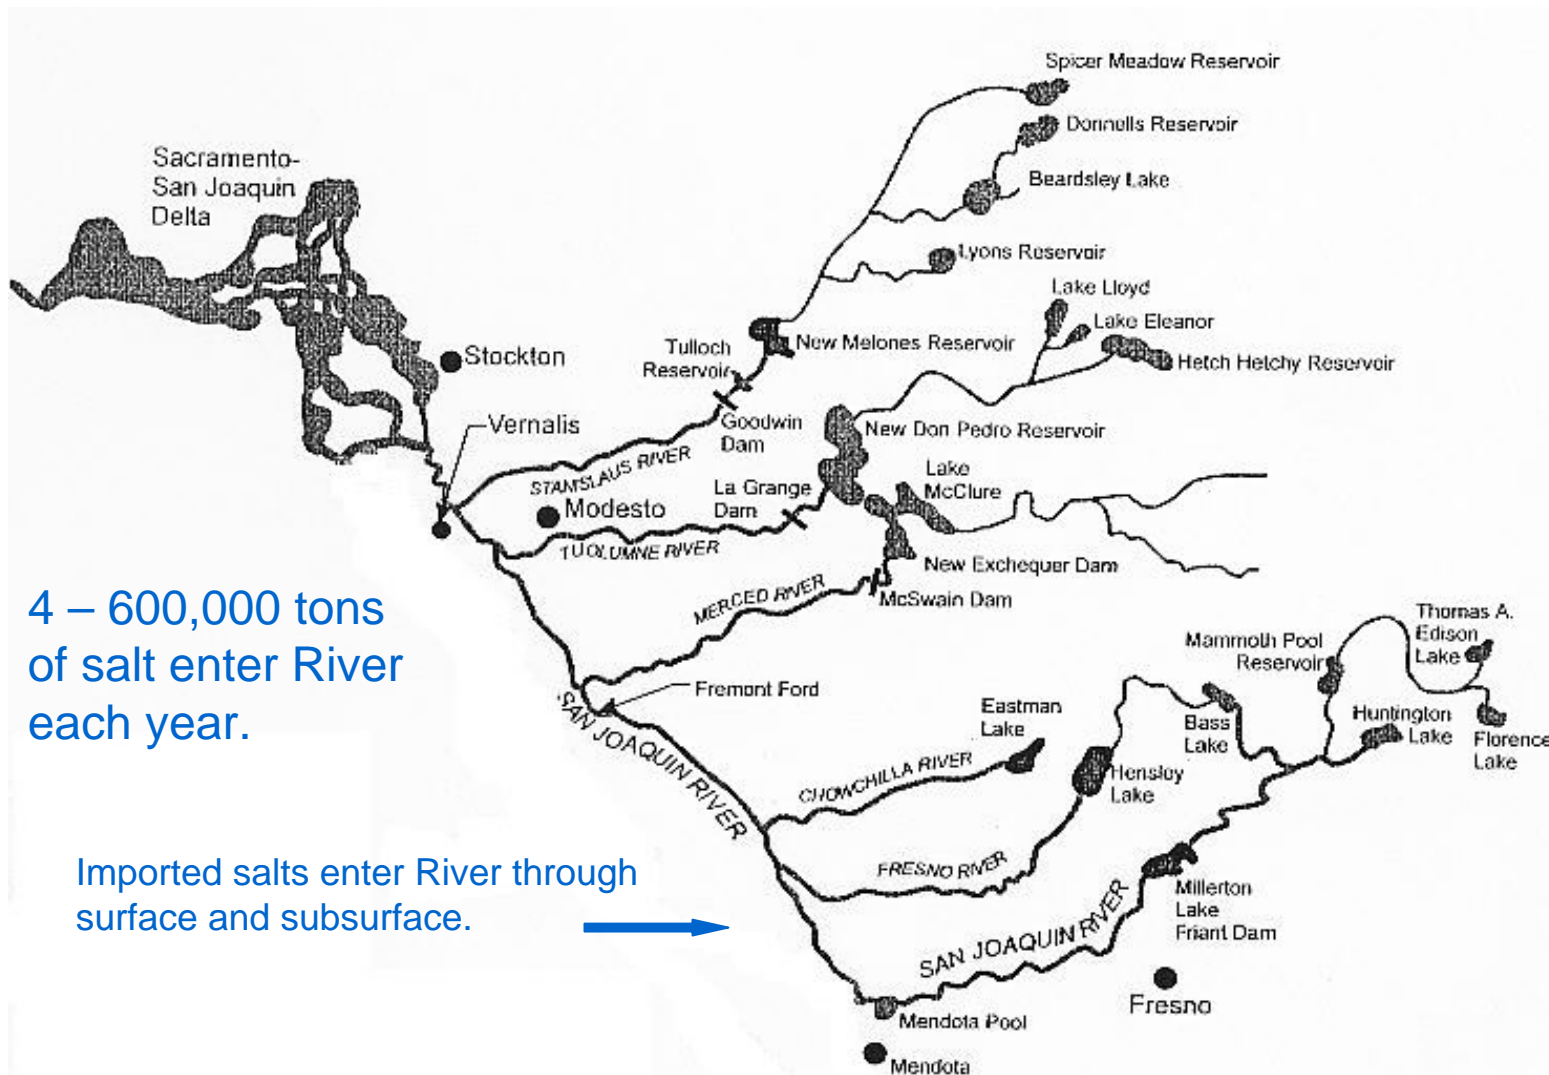 Spicer Meadow Reservoir
Donnells Reservoir
Beardsley Lake
Sacramento-
San Joaquin
Delta
Lyons Reservoir
Lake Lloyd
Lake Eleanor
Hetch Hetchy Reservoir
Stockton
Tulloch
Reservoir
New Melones Reservoir
Vernalis
Goodwin
Dam
New Don Pedro Reservoir
STANISLAUS RIVER
Modesto
La Grange
Dam
Lake
McClure
TUOLUMNE RIVER
New Exchequer Dam
MERCED RIVER
McSwain Dam
4 – 600,000 tons
of salt enter River
each year.
Thomas A.
Edison
Lake
Mammoth Pool
Reservoir
Fremont Ford
SAN JOAQUIN RIVER
Eastman
Lake
Bass
Lake
Huntington
Lake
Florence
Lake
CHOWCHILLA RIVER
Hensley
Lake
FRESNO RIVER
Imported salts enter River through
surface and subsurface.
Millerton
Lake
Friant Dam
SAN JOAQUIN RIVER
Fresno
Mendota Pool
Mendota